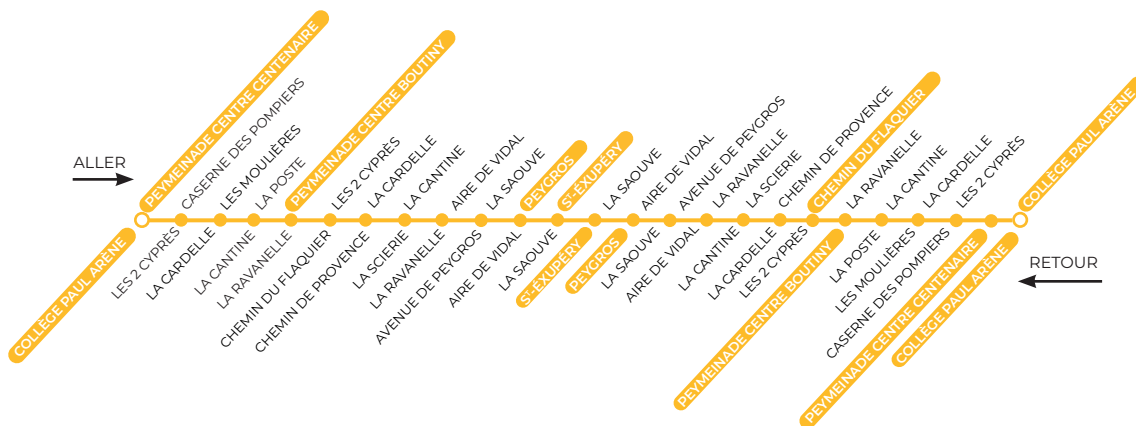 ALLER
PEYMEINADE CENTRE CENTENAIRE
CASERNE DES POMPIERS
LES MOULIÈRES
LA POSTE
PEYMEINADE CENTRE BOUTINY
LES 2 CYPRÈS
LA CARDELLE
LA CANTINE
AIRE DE VIDAL
LA SAOUVE
PEYGROS
ST-ÉXUPÉRY
LA SAOUVE
AIRE DE VIDAL
AVENUE DE PEYGROS
LA RAVANELLE
LA SCIERIE
CHEMIN DE PROVENCE
CHEMIN DU FLAQUIER
LA RAVANELLE
LA CANTINE
LA CARDELLE
LES 2 CYPRÈS
COLLÈGE PAUL ARÈNE
COLLÈGE PAUL ARÈNE
LES 2 CYPRÈS
LA CARDELLE
LA CANTINE
LA RAVANELLE
CHEMIN DU FLAQUIER
CHEMIN DE PROVENCE
LA SCIERIE
LA RAVANELLE
AVENUE DE PEYGROS
AIRE DE VIDAL
LA SAOUVE
ST-ÉXUPÉRY
PEYGROS
LA SAOUVE
AIRE DE VIDAL
LA CANTINE
LA CARDELLE
LES 2 CYPRÈS
PEYMEINADE CENTRE BOUTINY
LA POSTE
LES MOULIÈRES
CASERNE DES POMPIERS
PEYMEINADE CENTRE CENTENAIRE
COLLÈGE PAUL ARÈNE
RETOUR